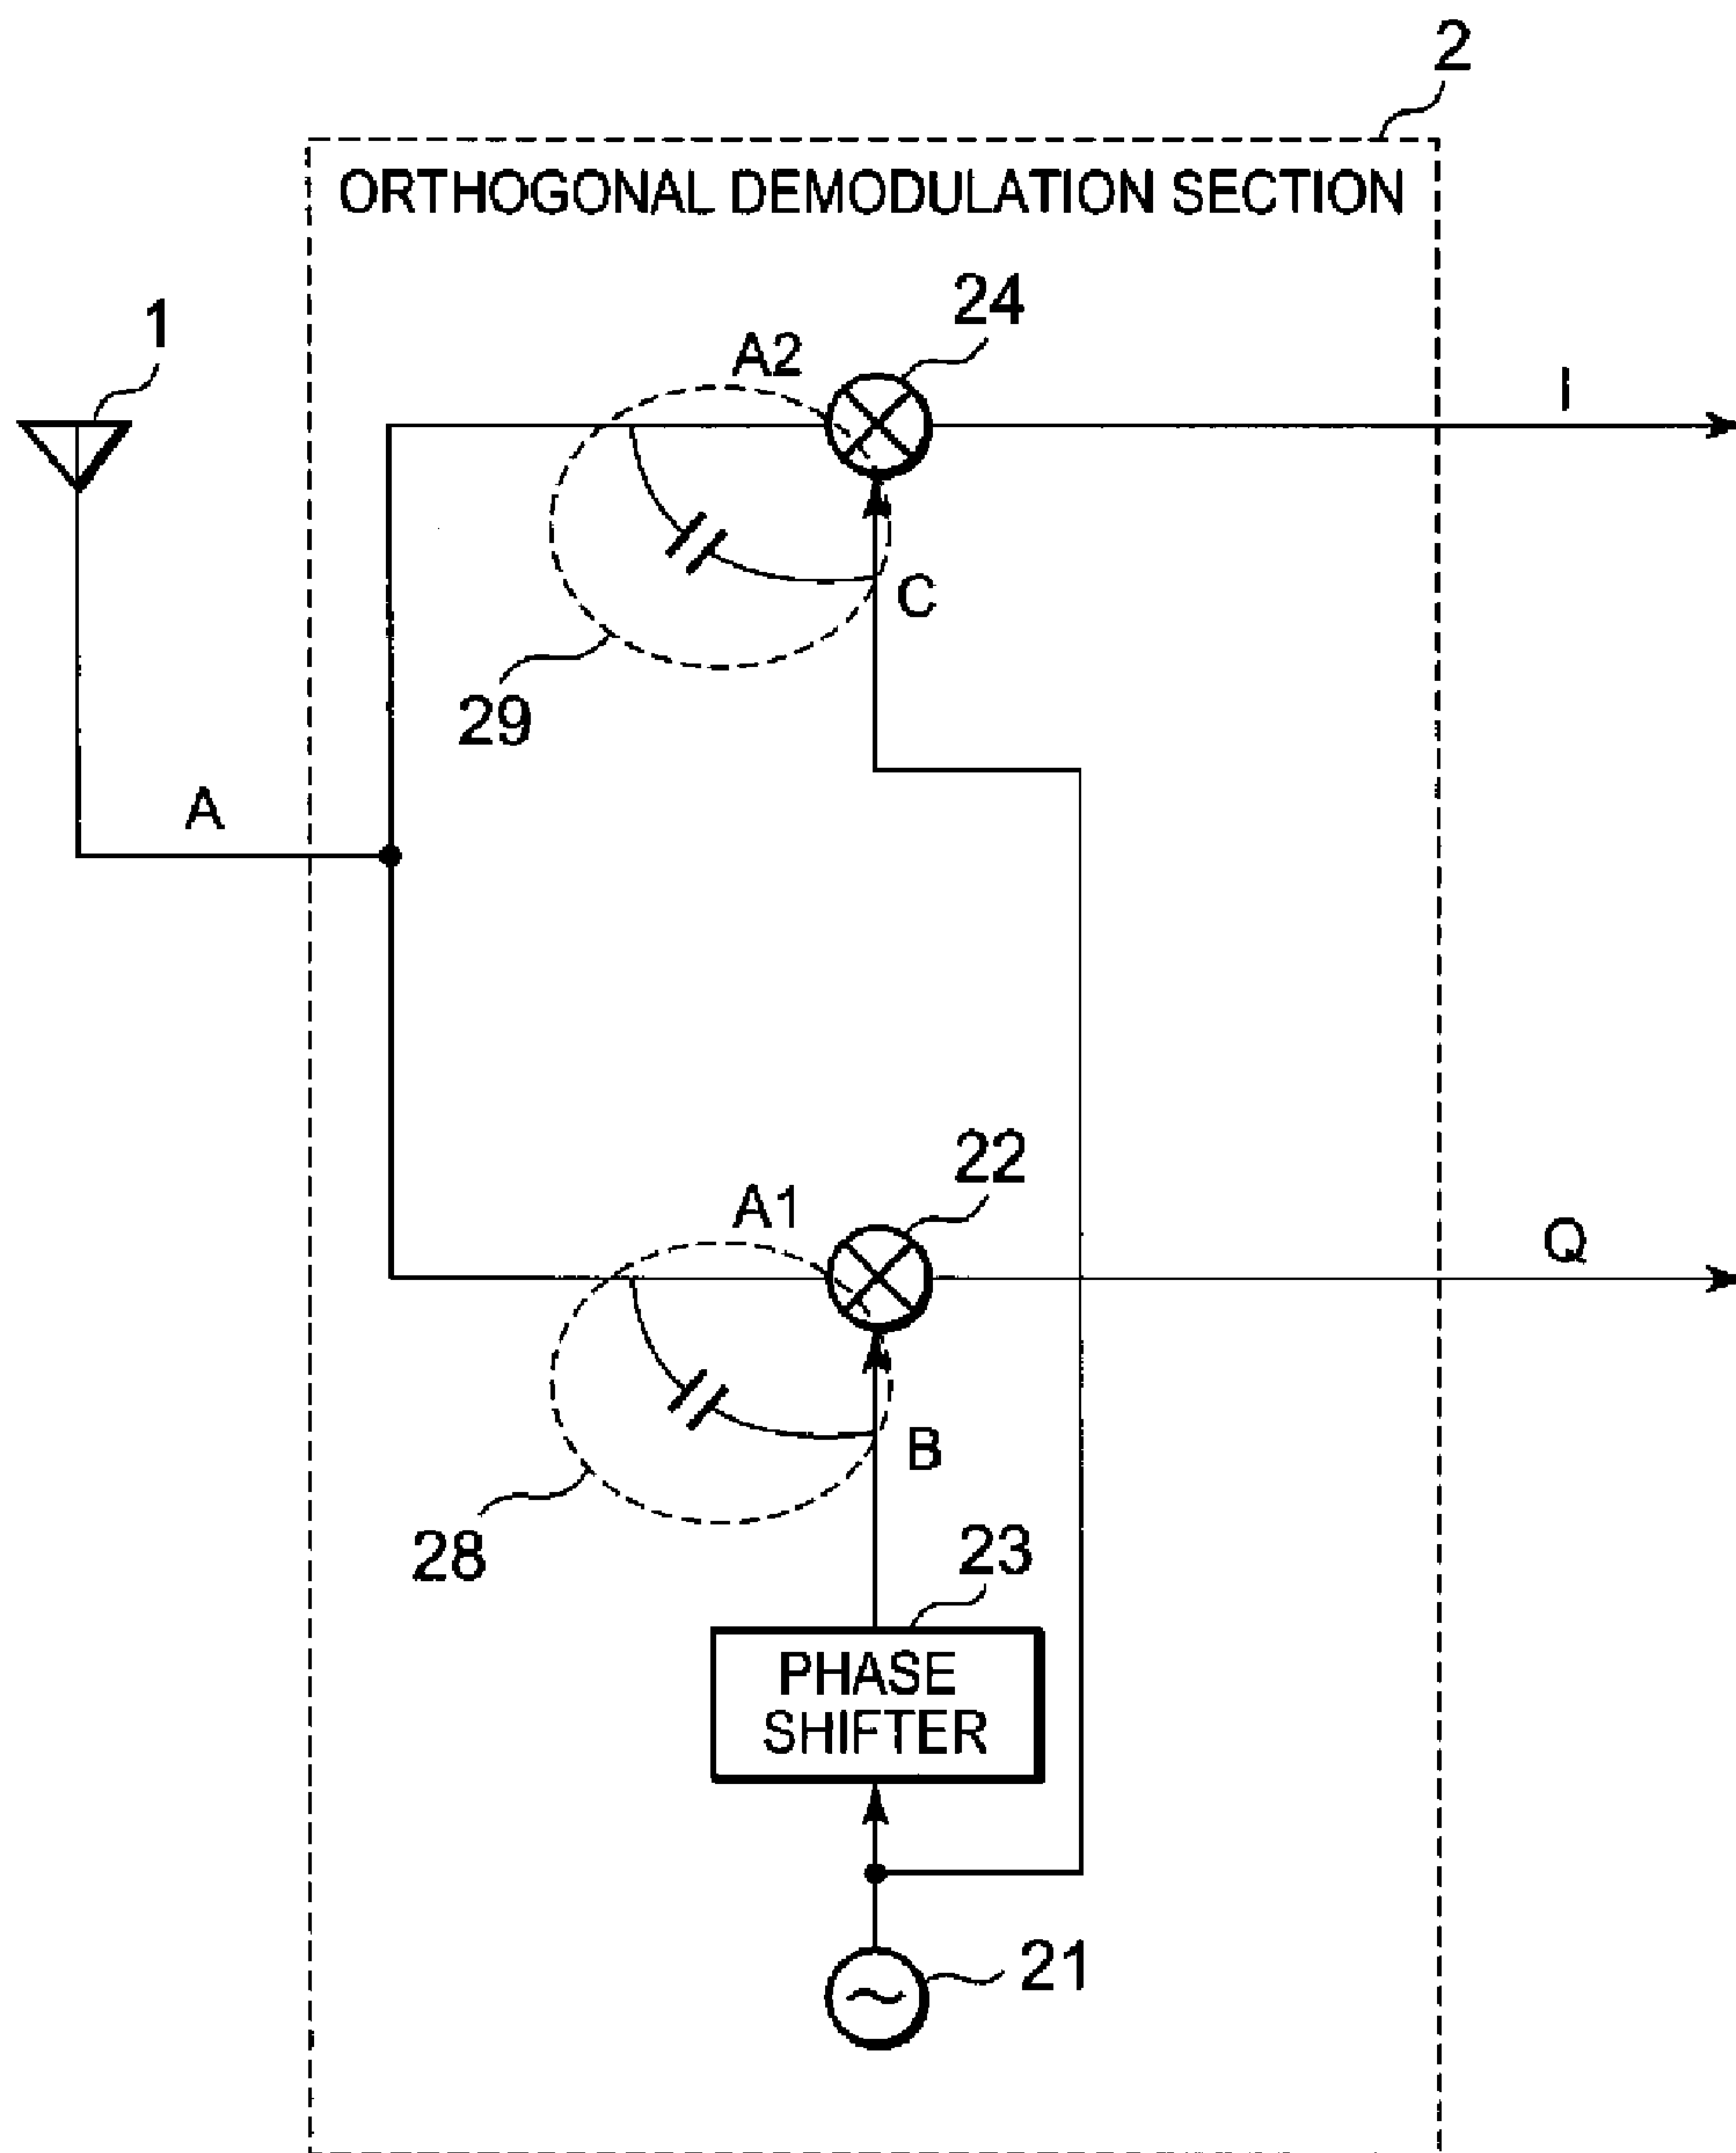 2
ORTHOGONAL DEMODULATION SECTION
1
24
A2
I
C
29
A
22
A1
Q
B
28
23
PHASE
SHIFTER
21